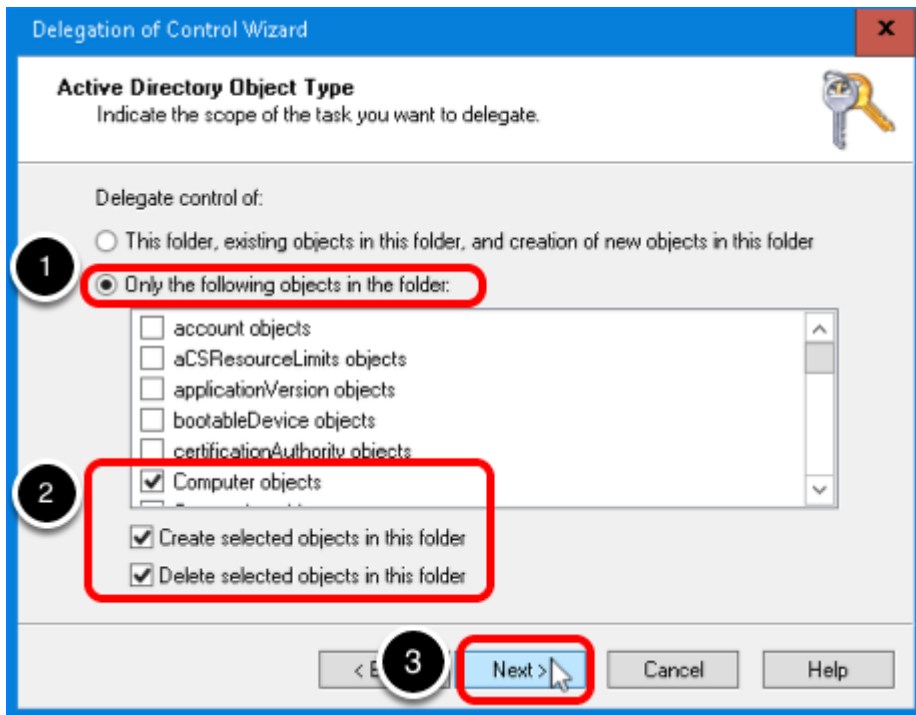 Delegation of Control Wizard
x
Active Directory Object Type
Indicate the scope of the task you want to delegate.
Delegate control of:
This folder, existing objects in this folder, and creation of new objects in this folder
1
Only the following objects in the folder:
account objects
aCSResourceLimits objects
applicationVersion objects
bootableDevice objects
certificationAuthority objects
2
Computer objects
Create selected objects in this folder
Delete selected objects in this folder
< 3 Next > Cancel Help